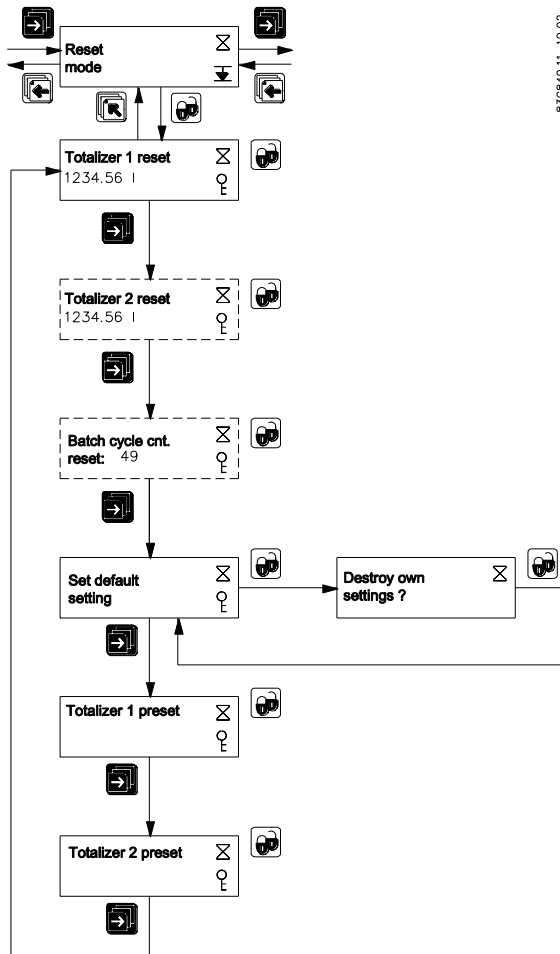 Reset
mode
Totalizer 1 reset
1234.56 l
Totalizer 2 reset
1234.56 l
Batch cycle cnt.
reset: 49
Set default
setting
Destroy own
settings ?
Totalizer 1 preset
Totalizer 2 preset